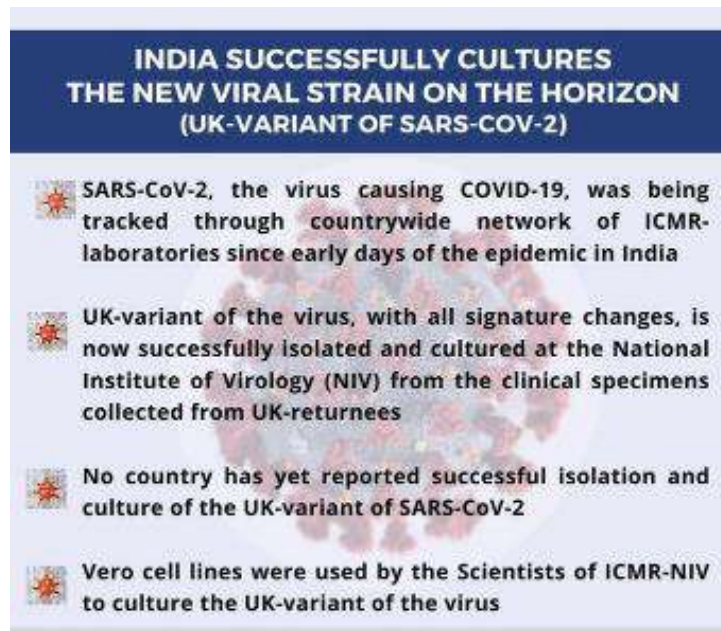 INDIA SUCCESSFULLY CULTURES
THE NEW VIRAL STRAIN ON THE HORIZON
(UK-VARIANT OF SARS-COV-2)
SARS-CoV-2, the virus causing COVID-19, was being
tracked through countrywide network of ICMR-
laboratories since early days of the epidemic in India
UK-variant of the virus, with all signature changes, is
now successfully isolated and cultured at the National
Institute of Virology (NIV) from the clinical specimens
collected from UK-returnees
No country has yet reported successful isolation and
culture of the UK-variant of SARS-CoV-2
Vero cell lines were used by the Scientists of ICMR-NIV
to culture the UK-variant of the virus